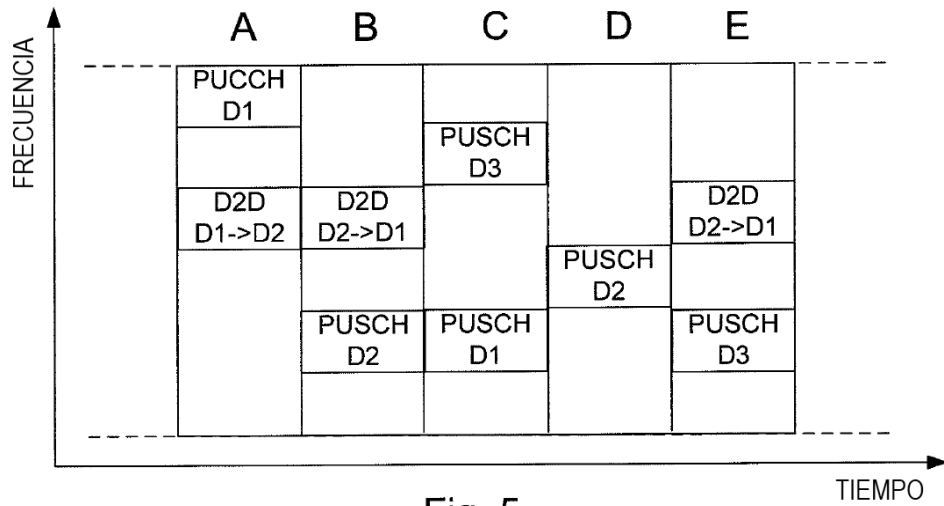 FRECUENCIA
A B C D E
PUCCH
D1
PUSCH
D3
D2D
D1->D2
D2D
D2->D1
D2D
D2->D1
PUSCH
D2
PUSCH
D2
PUSCH
D1
PUSCH
D3
TIEMPO